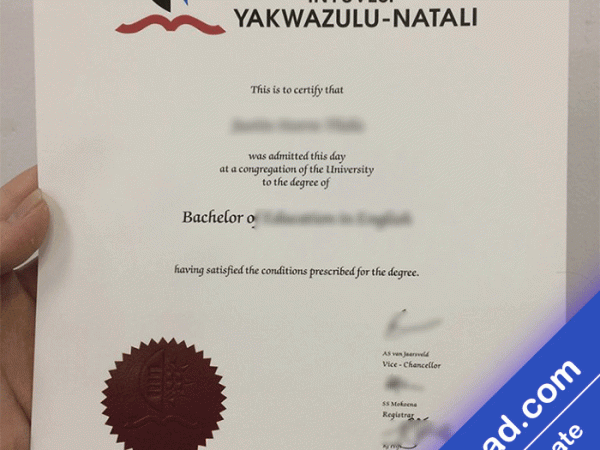 YAKWAZULU-NATALI
This is to certify that
was admitted this day
at a congregation of the University
to the degree of
Bachelor of
having satisfied the conditions prescribed for the degree.
AS van Jaarsveld
Vice - Chancellor
SS Mokoena
Registrar
ad.com
ate